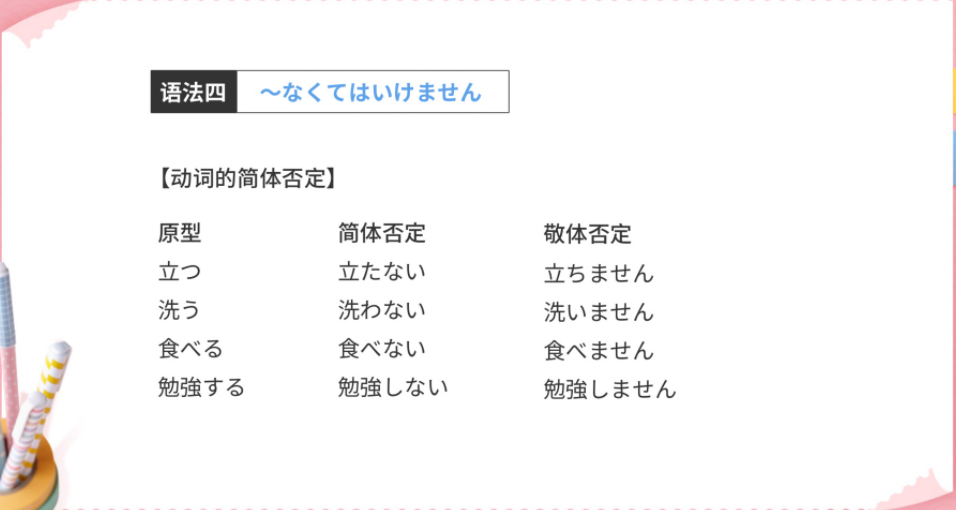 语法四 ～なくてはいけません
【动词的简体否定】
原型 简体否定 敬体否定
立つ 立たない 立ちません
洗う 洗わない 洗いません
食べる 食べない 食べません
勉強する 勉強しない 勉強しません